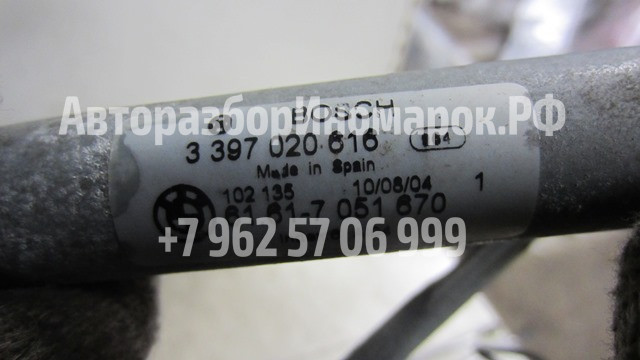 BOSCH
АвторазборИномарок.РФ
3 397 020 616
Made in Spain
102 135 10/08/04 1
61.61-7 051 670
+7 962 57 06 999